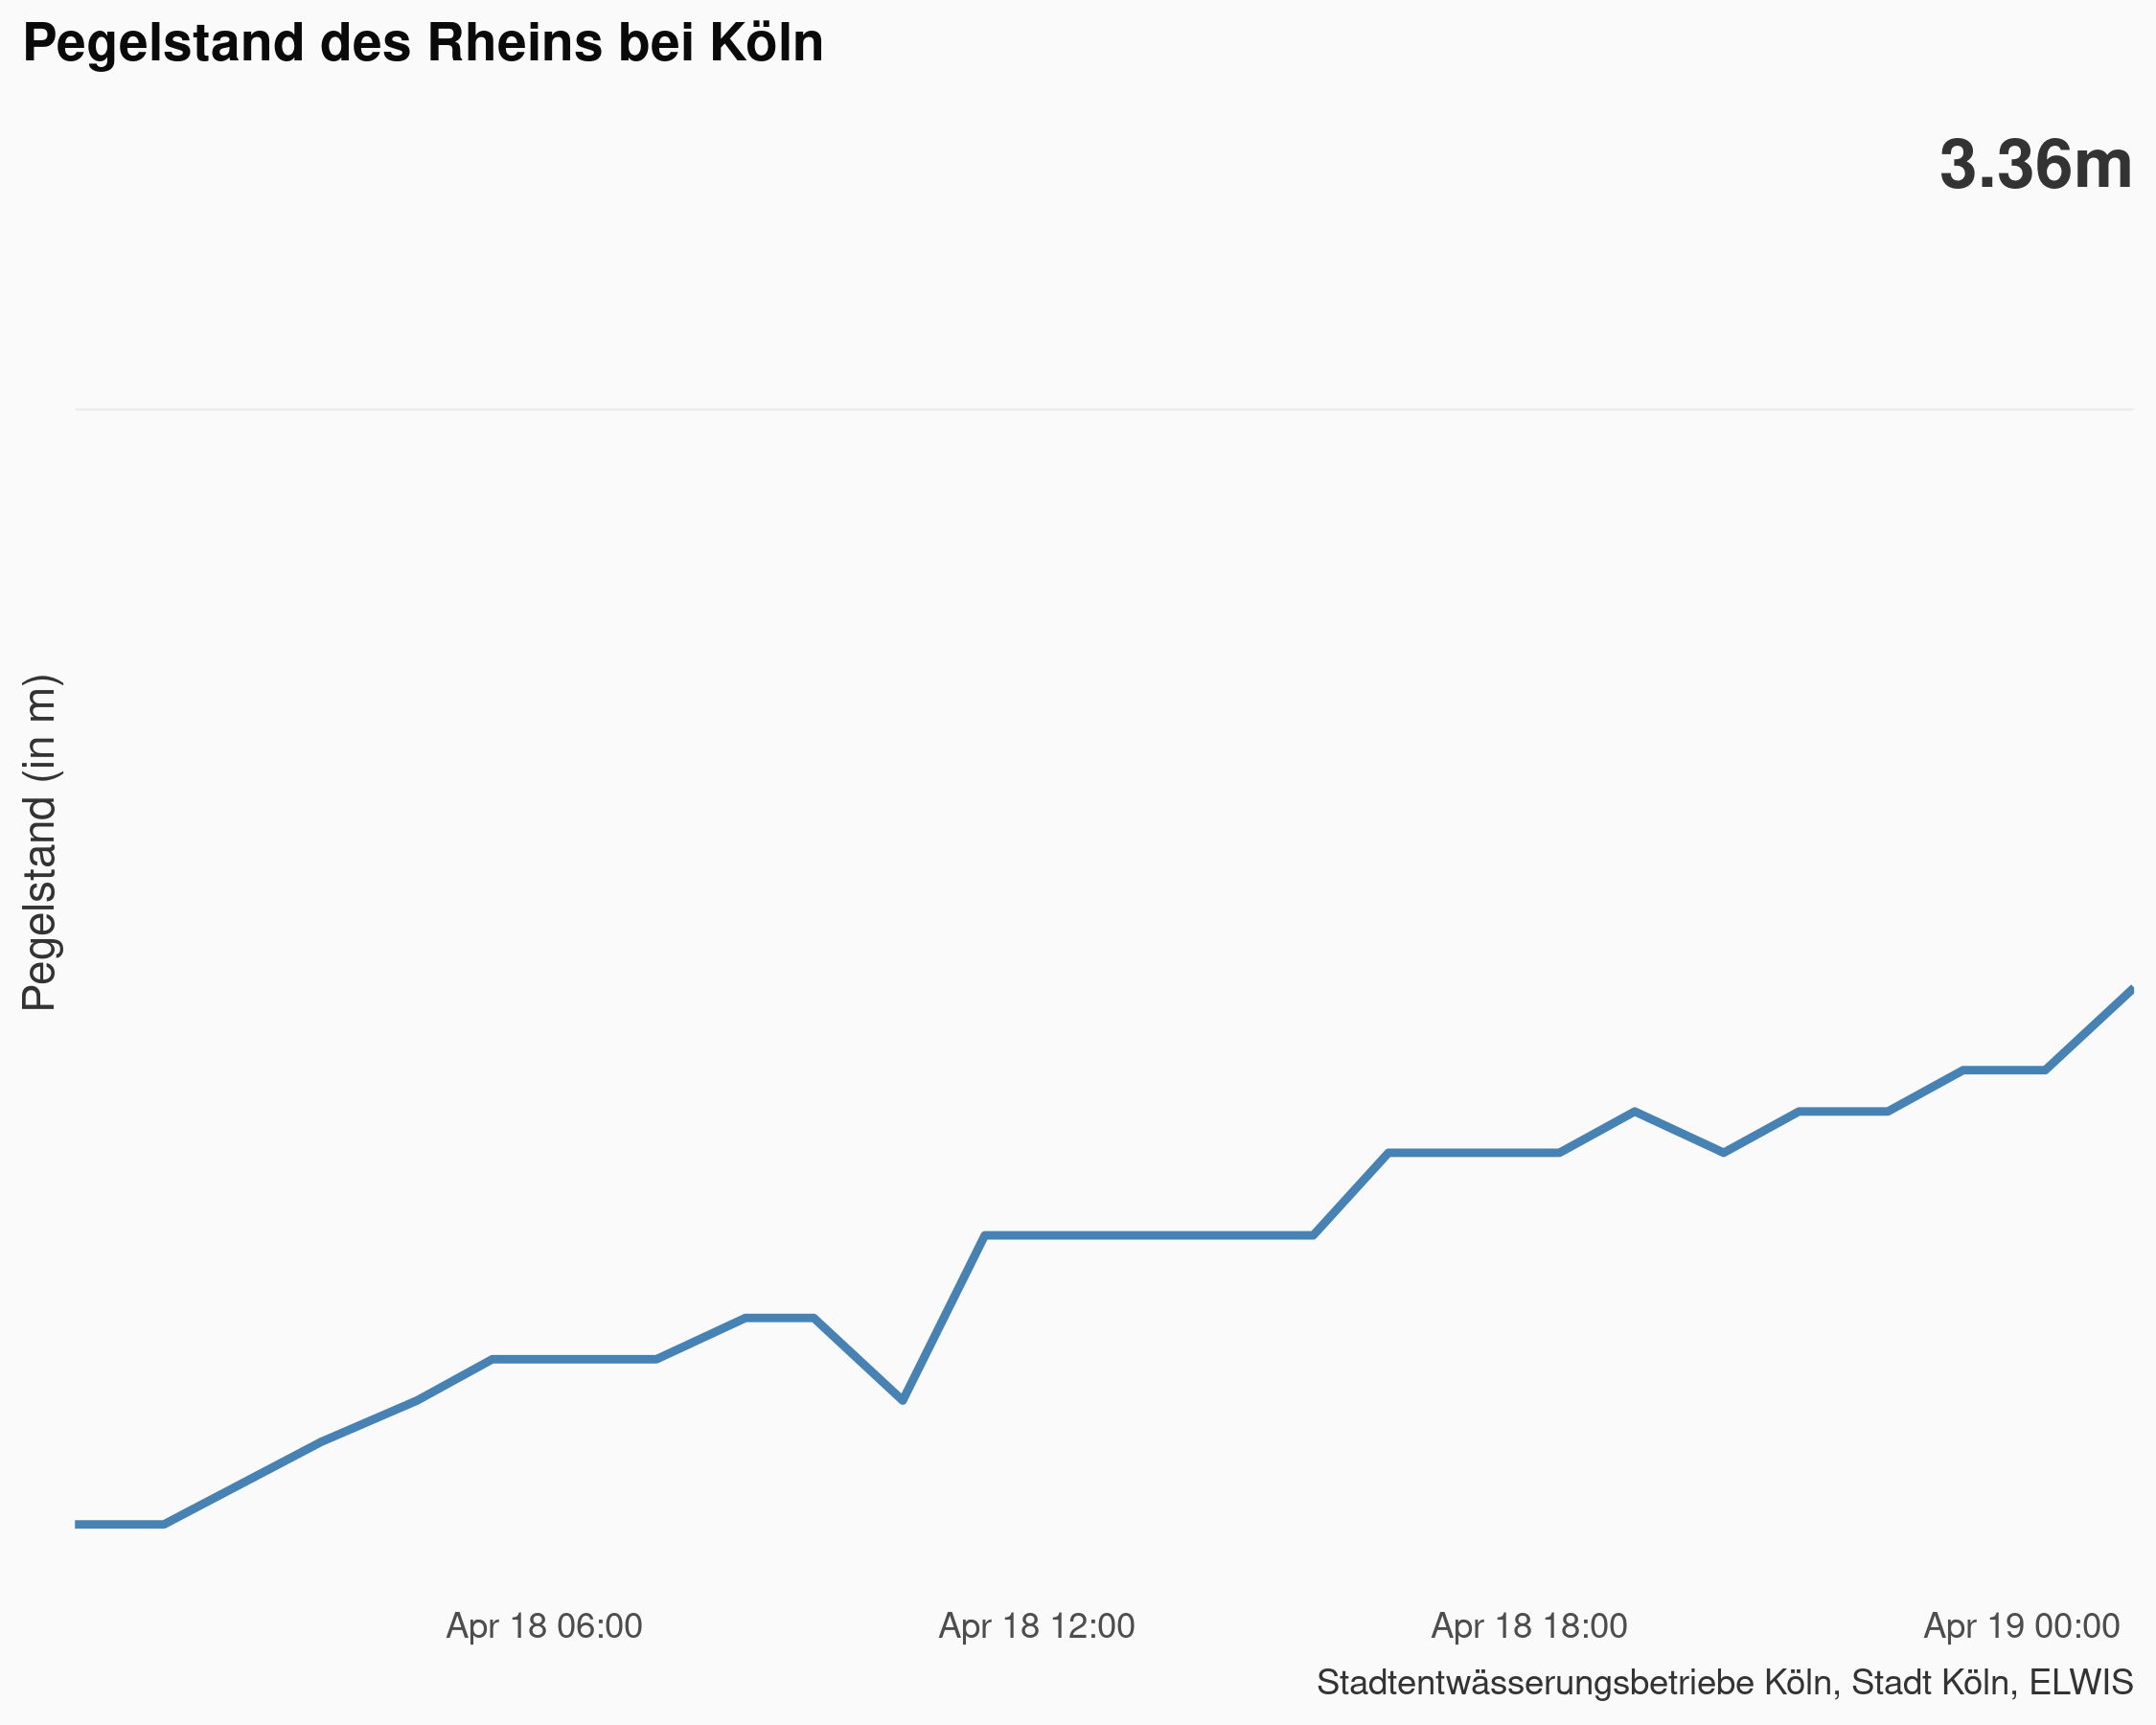 Pegelstand des Rheins bei Köln
3.36m
Pegelstand (in m)
Apr 18 06:00
Apr 18 12:00
Apr 18 18:00
Apr 19 00:00
Stadtentwässerungsbetriebe Köln, Stadt Köln, ELWIS